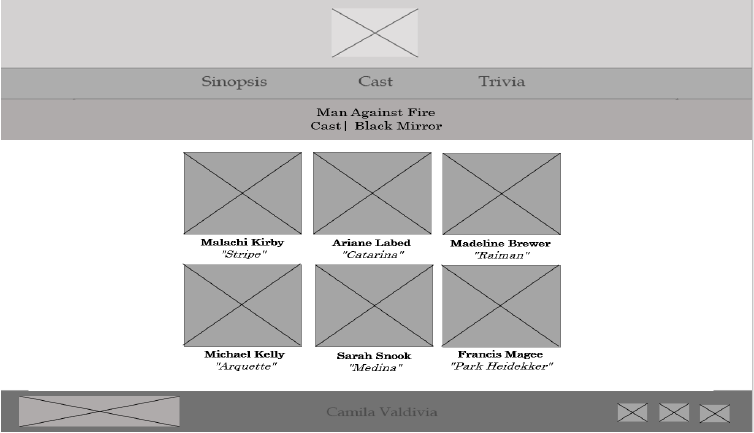 Sinopsis Cast Trivia
Man Against Fire
Cast| Black Mirror
Malachi Kirby Ariane Labed Madeline Brewer
"Stripe" "Catarina" "Raiman"
Michael Kelly Sarah Snook Francis Magee
"Arquette" "Medina" "Park Heidekker"
Camila Valdivia